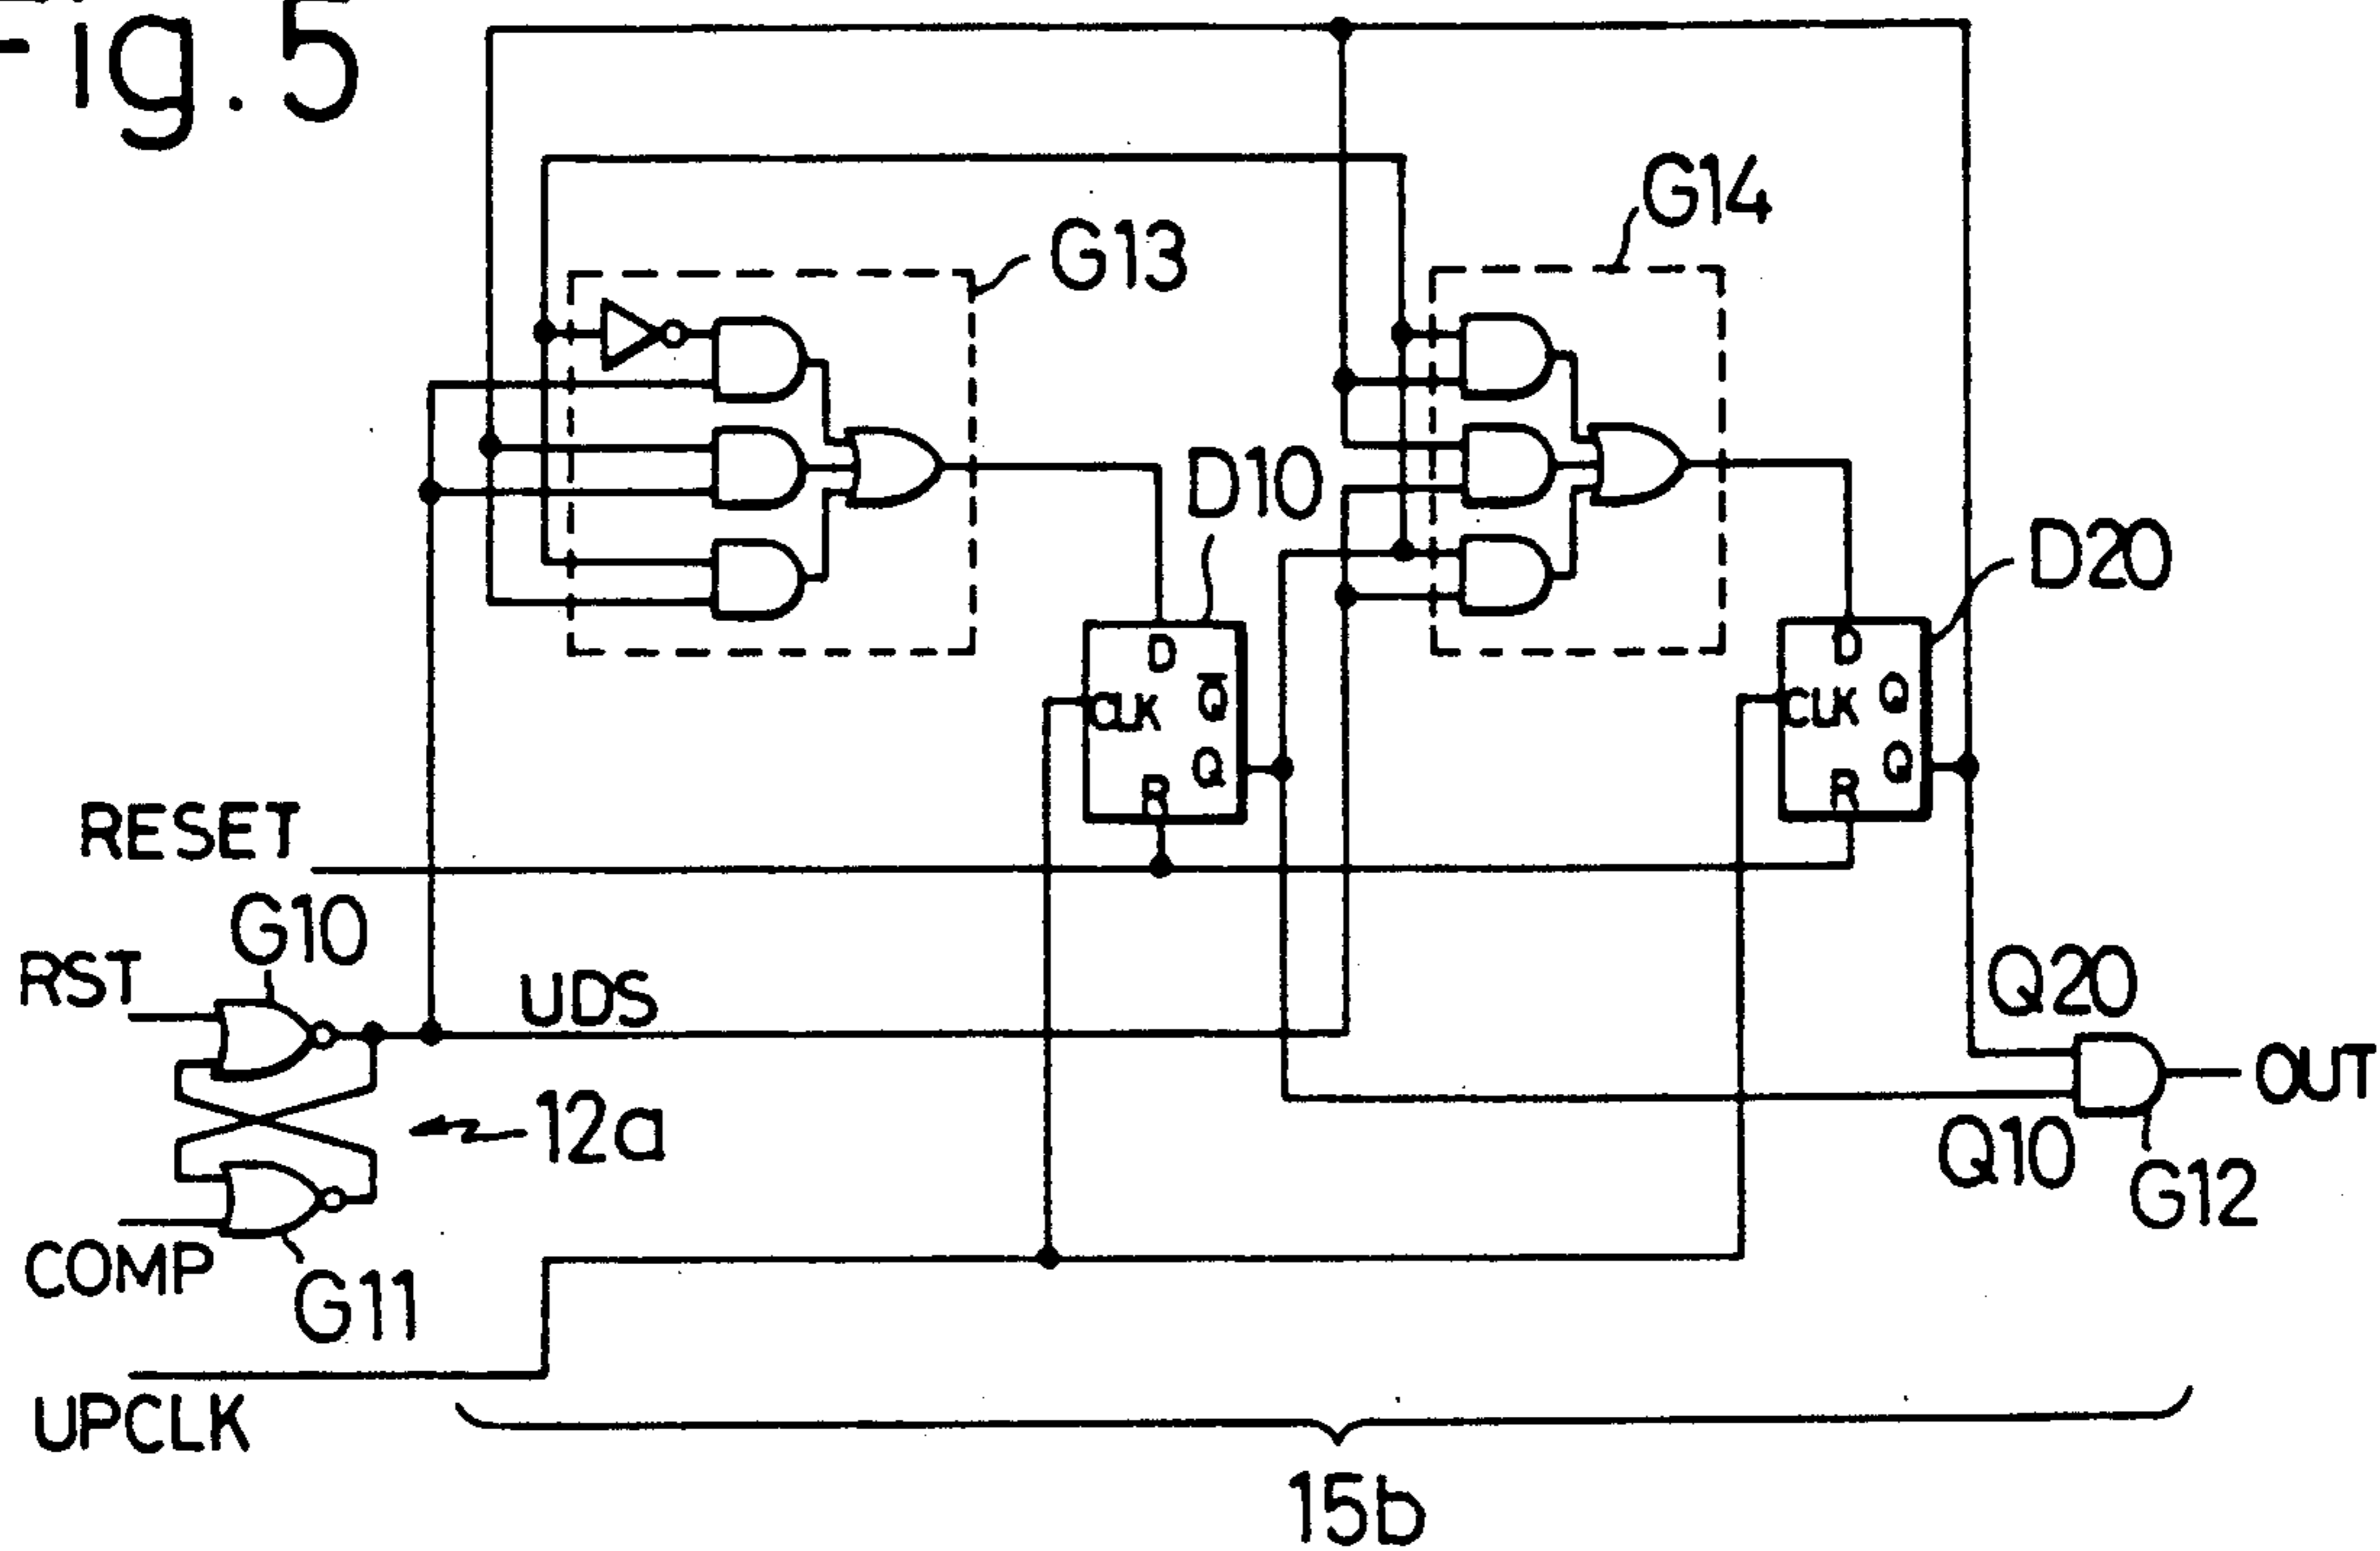 Fig. 5
G14
G13
D10
D20
D
CLK
Q̅
Q
R
D
CLK
Q
Q
R
RESET
G10
RST
UDS
Q20
OUT
12a
Q10
G12
COMP
G11
UPCLK
15b